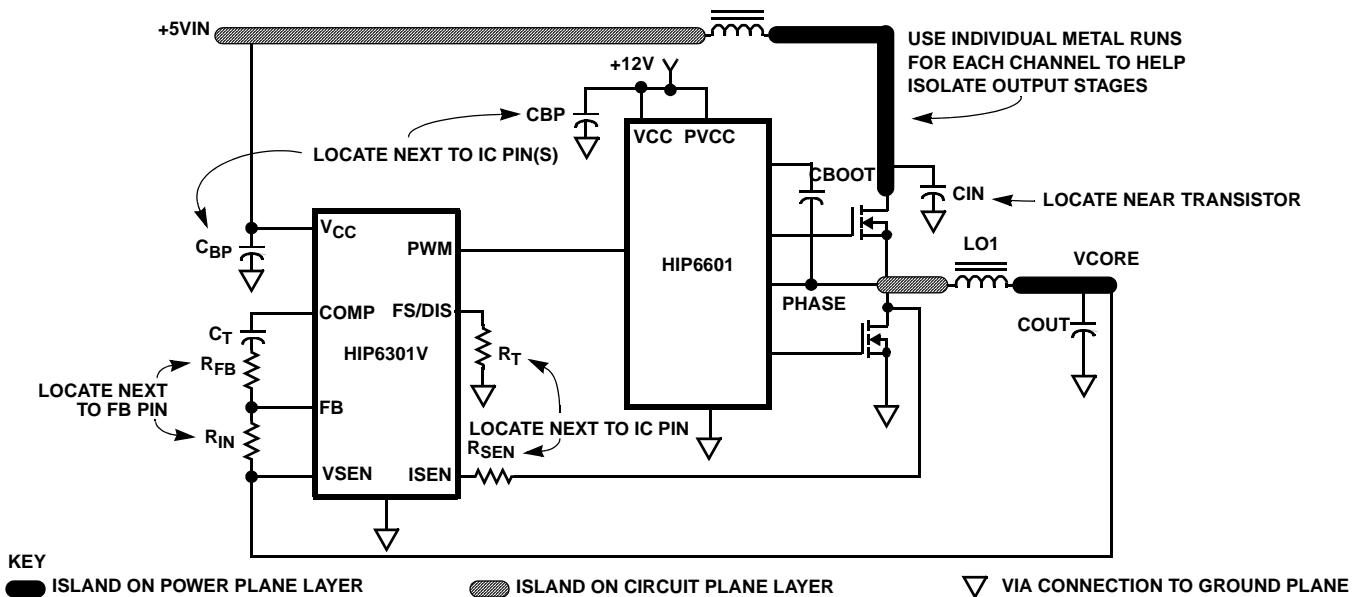 +5VIN
USE INDIVIDUAL METAL RUNS
FOR EACH CHANNEL TO HELP
ISOLATE OUTPUT STAGES
+12V
CBP
VCC PVCC
LOCATE NEXT TO IC PIN(S)
CBOOT
CIN
LOCATE NEAR TRANSISTOR
VCC
CBP
PWM
HIP6601
LO1
VCORE
PHASE
COMP
FS/DIS
COUT
CT
HIP6301V
RT
RFB
LOCATE NEXT
TO FB PIN
FB
RIN
LOCATE NEXT TO IC PIN
RSEN
VSEN
ISEN
KEY
ISLAND ON POWER PLANE LAYER
ISLAND ON CIRCUIT PLANE LAYER
VIA CONNECTION TO GROUND PLANE